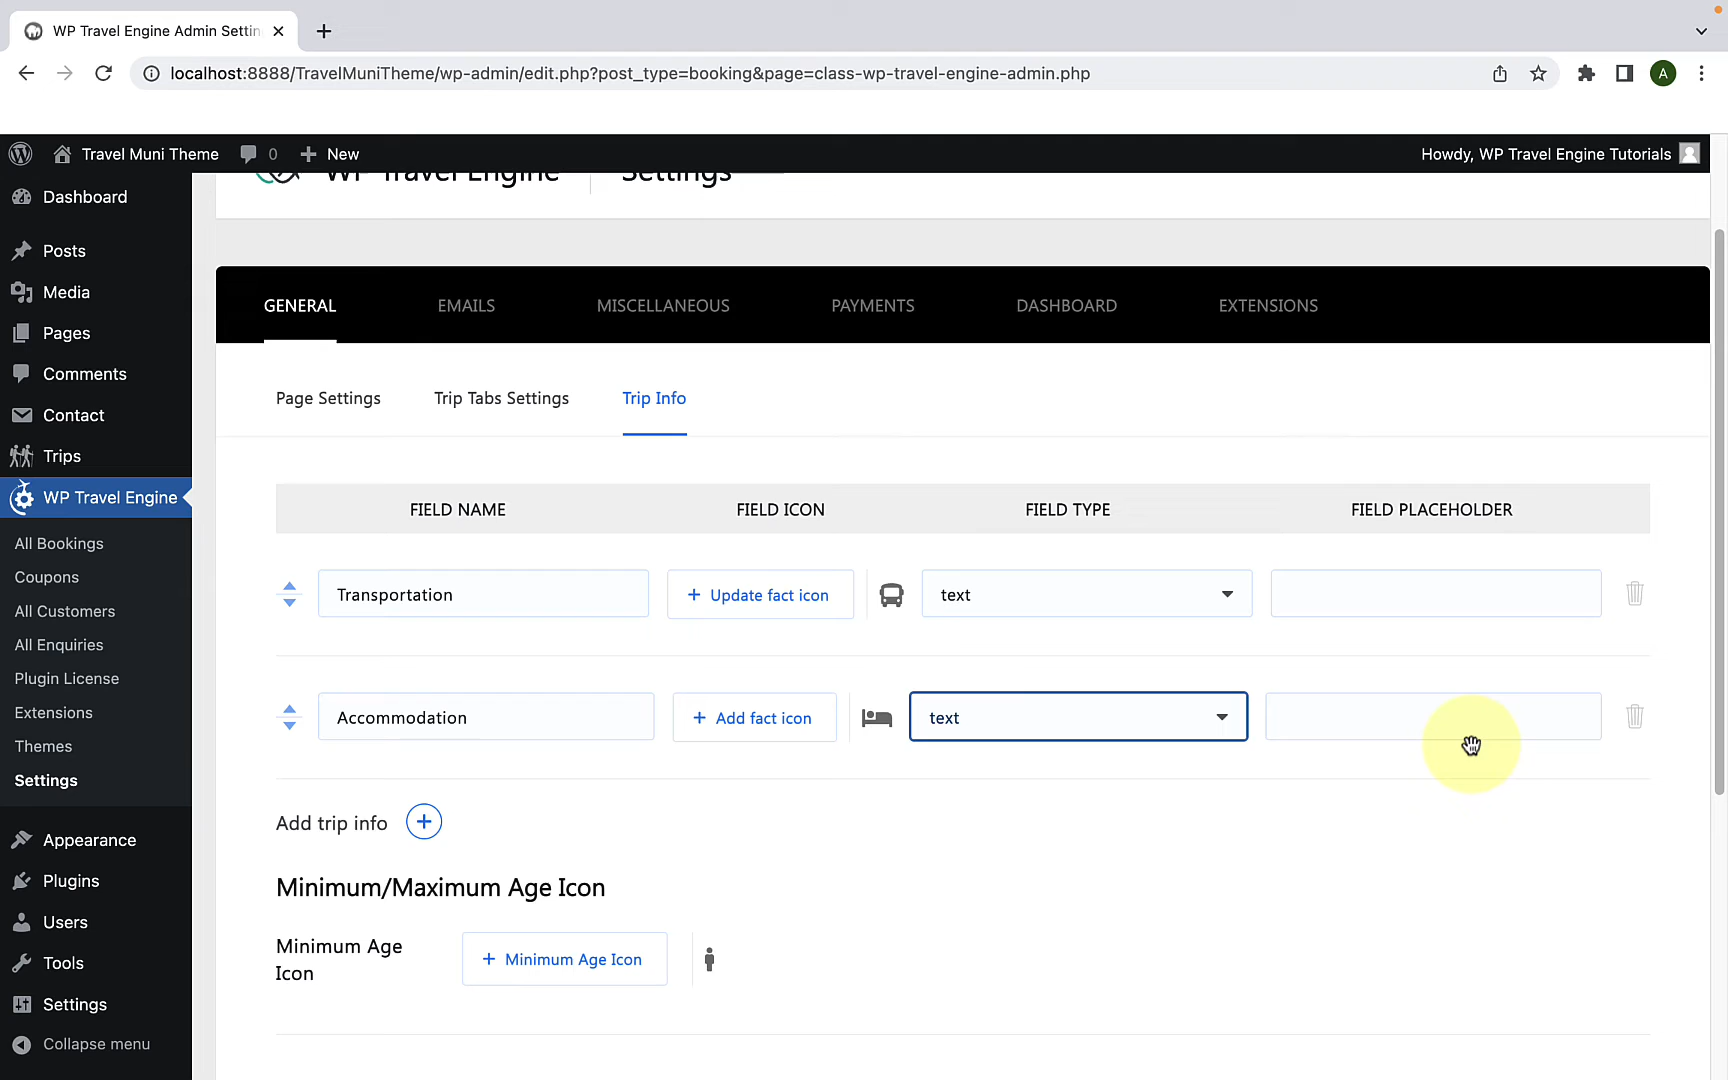 WP Travel Engine Admin Settin
localhost:8888/TravelMuniTheme/wp-admin/edit.php?post_type=booking&page=class-wp-travel-engine-admin.php
A
Travel Muni Theme
0
New
Howdy, WP Travel Engine Tutorials
WP Travel Engine
Settings
Dashboard
Posts
Media
Pages
Comments
Contact
Trips
WP Travel Engine
All Bookings
Coupons
All Customers
All Enquiries
Plugin License
Extensions
Themes
Settings
Appearance
Plugins
Users
Tools
Settings
Collapse menu
GENERAL
EMAILS
MISCELLANEOUS
PAYMENTS
DASHBOARD
EXTENSIONS
Page Settings
Trip Tabs Settings
Trip Info
FIELD NAME
FIELD ICON
FIELD TYPE
FIELD PLACEHOLDER
Transportation
+ Update fact icon
text
Accommodation
+ Add fact icon
text
Add trip info
Minimum/Maximum Age Icon
Minimum Age
Icon
+ Minimum Age Icon